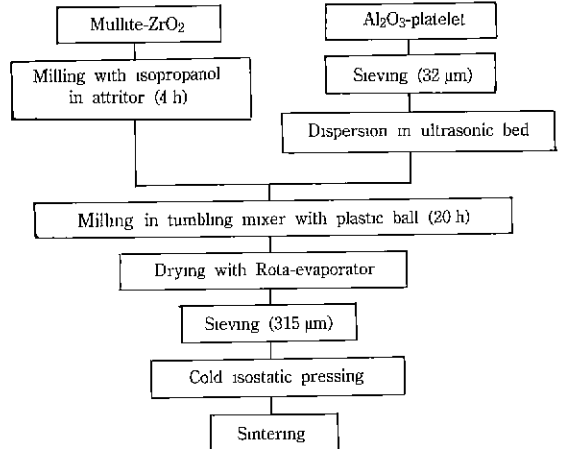 Mullite-ZrO₂
Al₂O₃-platelet
Milling with isopropanol
in attritor (4 h)
Sieving (32 μm)
Dispersion in ultrasonic bed
Milling in tumbling mixer with plastic ball (20 h)
Drying with Rota-evaporator
Sieving (315 μm)
Cold isostatic pressing
Sintering